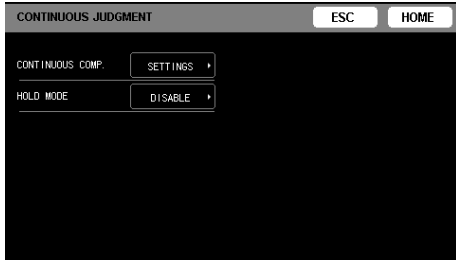 CONTINUOUS JUDGMENT ESC HOME
CONTINUOUS COMP. SETTINGS
HOLD MODE DISABLE